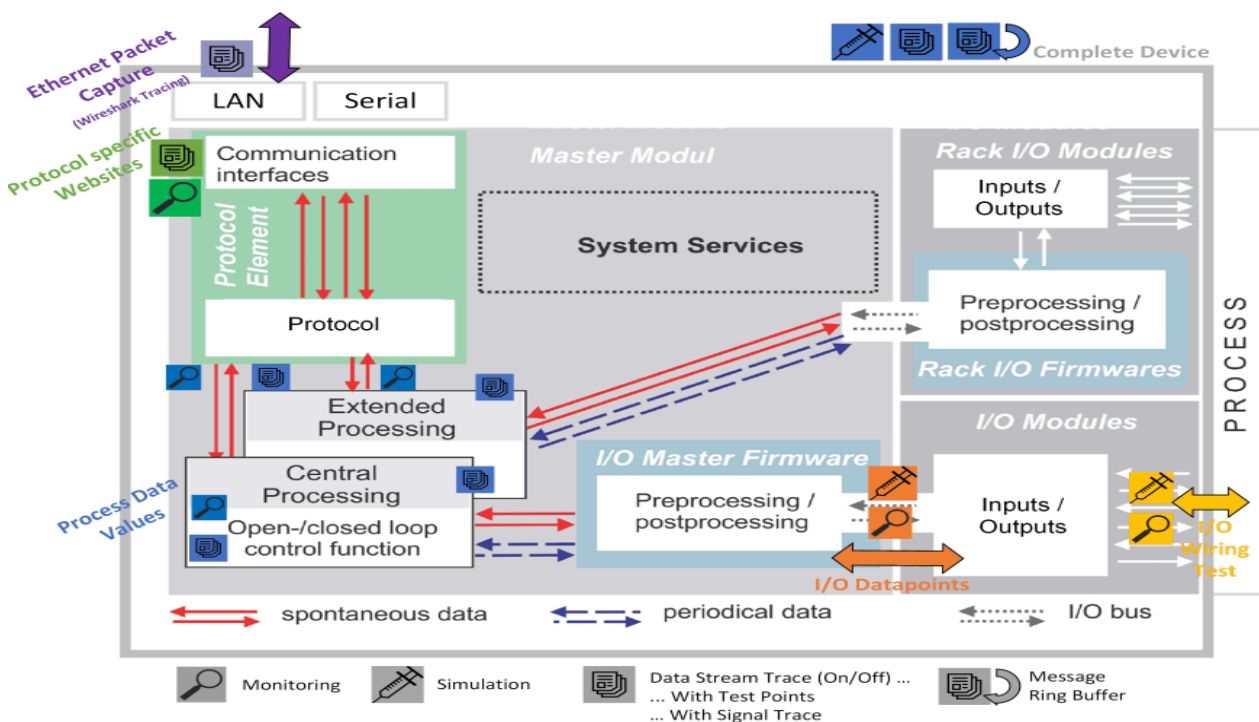 Ethernet Packet
Capture
(Wireshark Tracing)
Complete Device
LAN
Serial
Protocol specific
Websites
Communication
interfaces
Master Modul
Rack I/O Modules
Inputs /
Outputs
Protocol
Element
System Services
Protocol
Preprocessing /
postprocessing
Rack I/O Firmwares
PROCESS
Extended
Processing
I/O Modules
Central
Processing
I/O Master Firmware
Process Data
Values
Open-/closed loop
control function
Preprocessing /
postprocessing
Inputs /
Outputs
I/O
Wiring
Test
I/O Datapoints
spontaneous data
periodical data
I/O bus
Monitoring
Simulation
Data Stream Trace (On/Off) ...
... With Test Points
... With Signal Trace
Message
Ring Buffer